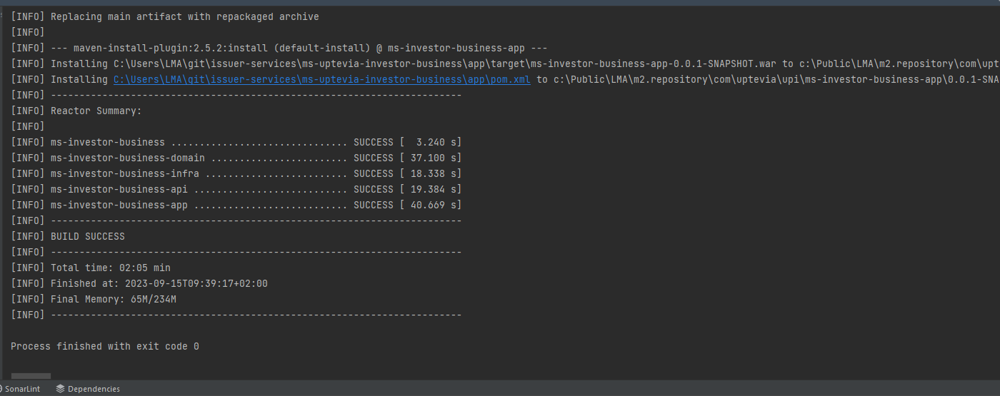 [INFO] Replacing main artifact with repackaged archive
[INFO]
[INFO] --- maven-install-plugin:2.5.2:install (default-install) @ ms-investor-business-app ---
[INFO] Installing C:\Users\LMA\git\issuer-services\ms-uptevia-investor-business\app\target\ms-investor-business-app-0.0.1-SNAPSHOT.war to c:\Public\LMA\m2.repository\com\upt
[INFO] Installing C:\Users\LMA\git\issuer-services\ms-uptevia-investor-business\app\pom.xml to c:\Public\LMA\m2.repository\com\uptevia\upi\ms-investor-business-app\0.0.1-SNA
[INFO] ------------------------------------------------------------------------
[INFO] Reactor Summary:
[INFO]
[INFO] ms-investor-business ............................... SUCCESS [  3.240 s]
[INFO] ms-investor-business-domain ........................ SUCCESS [ 37.100 s]
[INFO] ms-investor-business-infra ......................... SUCCESS [ 18.338 s]
[INFO] ms-investor-business-api ........................... SUCCESS [ 19.384 s]
[INFO] ms-investor-business-app ........................... SUCCESS [ 40.669 s]
[INFO] ------------------------------------------------------------------------
[INFO] BUILD SUCCESS
[INFO] ------------------------------------------------------------------------
[INFO] Total time: 02:05 min
[INFO] Finished at: 2023-09-15T09:39:17+02:00
[INFO] Final Memory: 65M/234M
[INFO] ------------------------------------------------------------------------
Process finished with exit code 0
SonarLint Dependencies